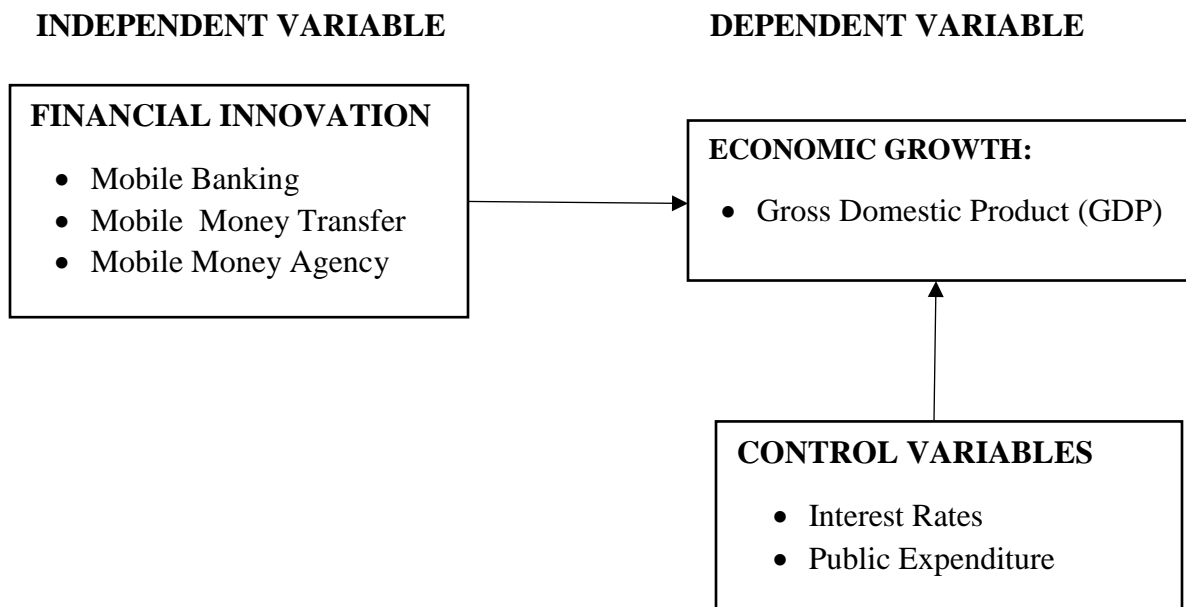 INDEPENDENT VARIABLE
DEPENDENT VARIABLE
FINANCIAL INNOVATION
• Mobile Banking
• Mobile Money Transfer
• Mobile Money Agency
ECONOMIC GROWTH:
• Gross Domestic Product (GDP)
CONTROL VARIABLES
• Interest Rates
• Public Expenditure